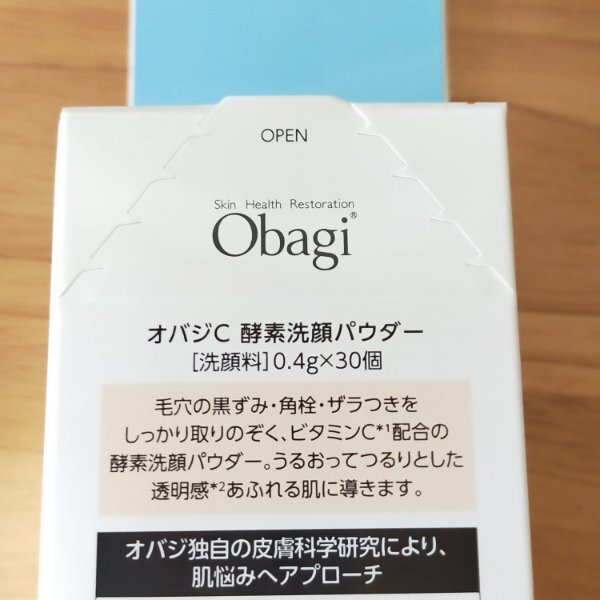 OPEN
Skin Health Restoration
Obagi®
オバジC 酵素洗顔パウダー
[洗顔料]0.4g×30個
毛穴の黒ずみ・角栓・ザラつきを
しっかり取りのぞく、ビタミンC*1配合の
酵素洗顔パウダー。うるおってつるりとした
透明感*2あふれる肌に導きます。
オバジ独自の皮膚科学研究により、
肌悩みへアプローチ